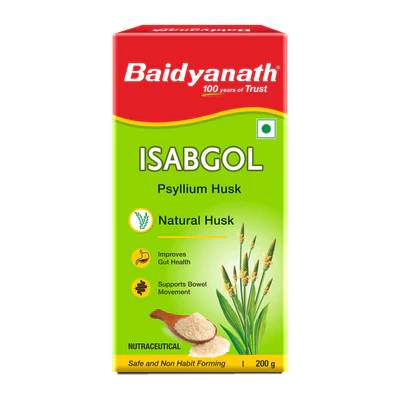 Baidyanath®
100 years of Trust
ISABGOL
Psyllium Husk
Natural Husk
Improves
Gut Health
Supports Bowel
Movement
NUTRACEUTICAL
Safe and Non Habit Forming | 200 g